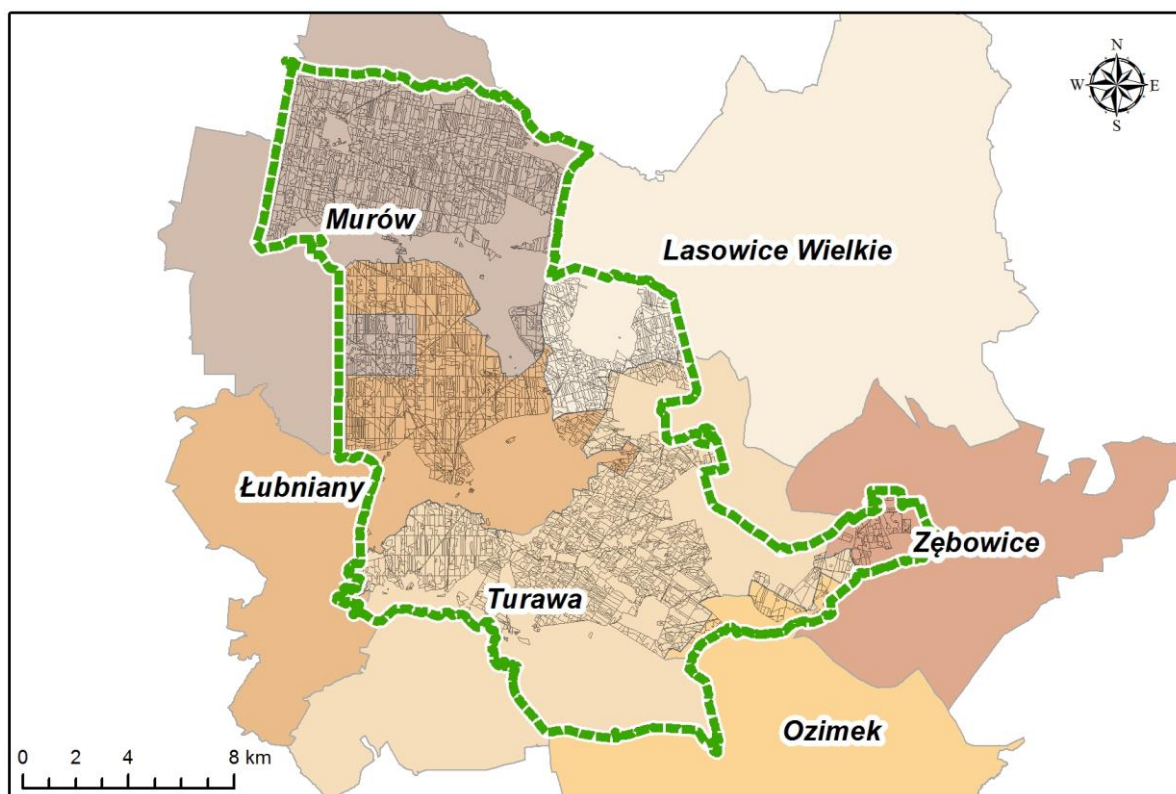 N
W E
S
Murów
Lasowice Wielkie
Łubniany
Zębowice
Turawa
Ozimek
0 2 4 8 km